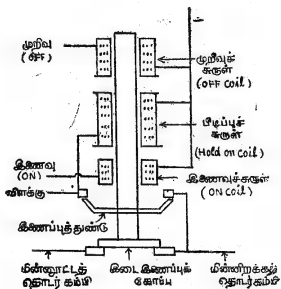 முறிவு
(OFF)
முறிவுச்
சுருள்
(OFF coil)
பிடிப்புச்
சுருள்
(Hold on coil)
இணைவு
(ON)
விளக்கு
இணைவுச்சுருள்
(ON coil)
இணைப்புத்துண்டு
மின்னூட்டத்
தொடர் கம்பி
இடை இணைப்புக்
கோப்பு
மின்னிறக்கல்
தொடர்கம்பி